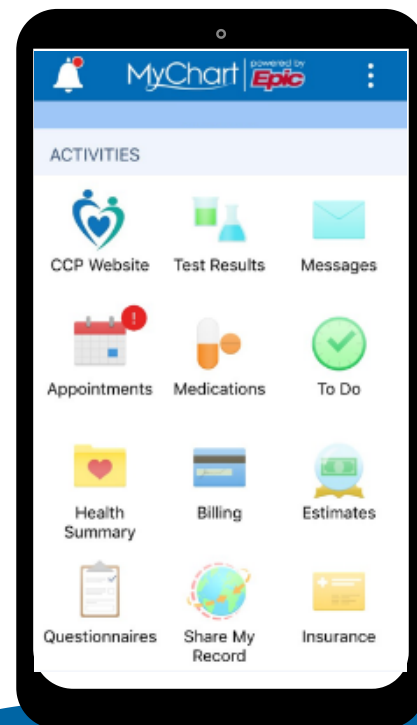 MyChart powered by Epic
ACTIVITIES
CCP Website Test Results Messages
!
Appointments Medications To Do
Health Summary Billing Estimates
Questionnaires Share My Record Insurance